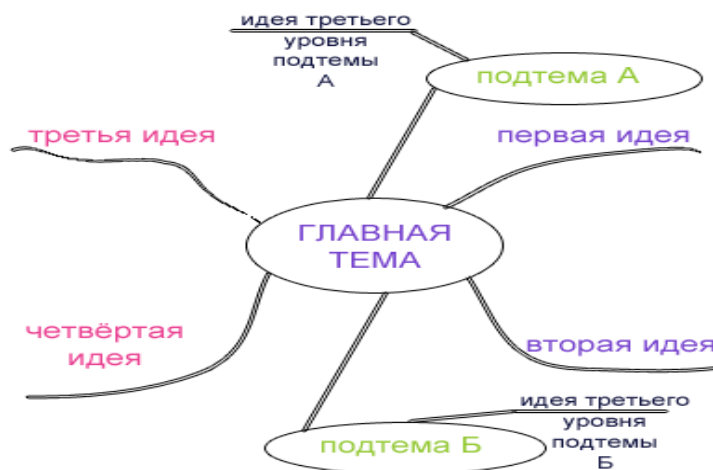 идея третьего
уровня
подтемы
А
подтема А
третья идея
первая идея
ГЛАВНАЯ
ТЕМА
четвёртая
идея
вторая идея
идея третьего
уровня
подтемы
Б
подтема Б